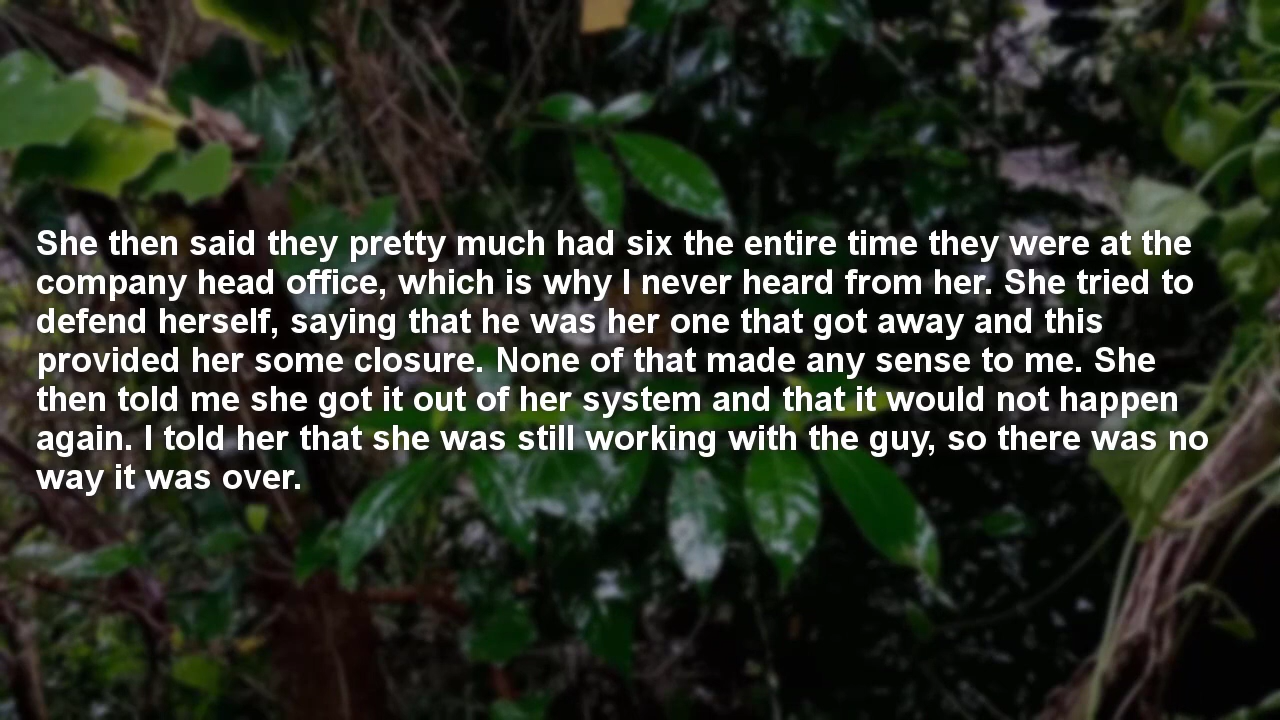 She then said they pretty much had six the entire time they were at the
company head office, which is why I never heard from her. She tried to
defend herself, saying that he was her one that got away and this
provided her some closure. None of that made any sense to me. She
then told me she got it out of her system and that it would not happen
again. I told her that she was still working with the guy, so there was no
way it was over.